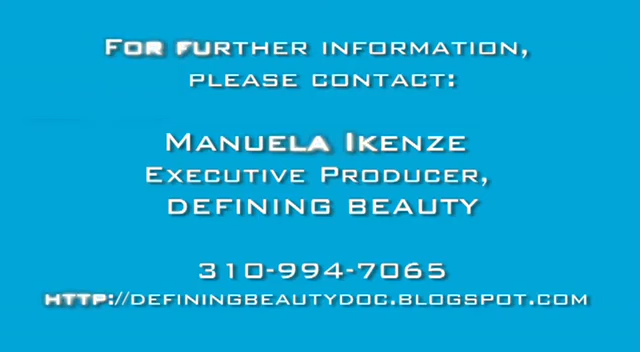 For further information,
please contact:
Manuela Ikenze
Executive Producer,
DEFINING BEAUTY
310-994-7065
http://definingbeautydoc.blogspot.com